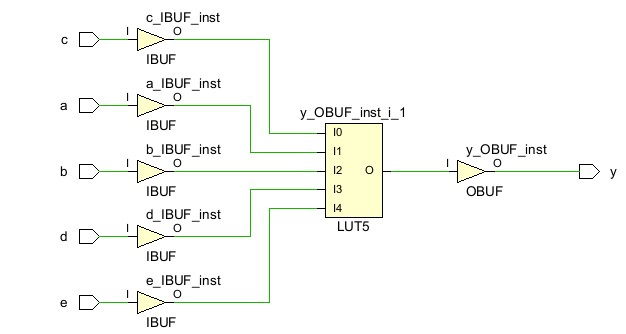 c_IBUF_inst
c
I
O
IBUF
a_IBUF_inst
a
I
O
IBUF
y_OBUF_inst_i_1
I0
I1
I2
I3
I4
O
LUT5
b_IBUF_inst
b
I
O
IBUF
y_OBUF_inst
I
O
OBUF
y
d_IBUF_inst
d
I
O
IBUF
e_IBUF_inst
e
I
O
IBUF